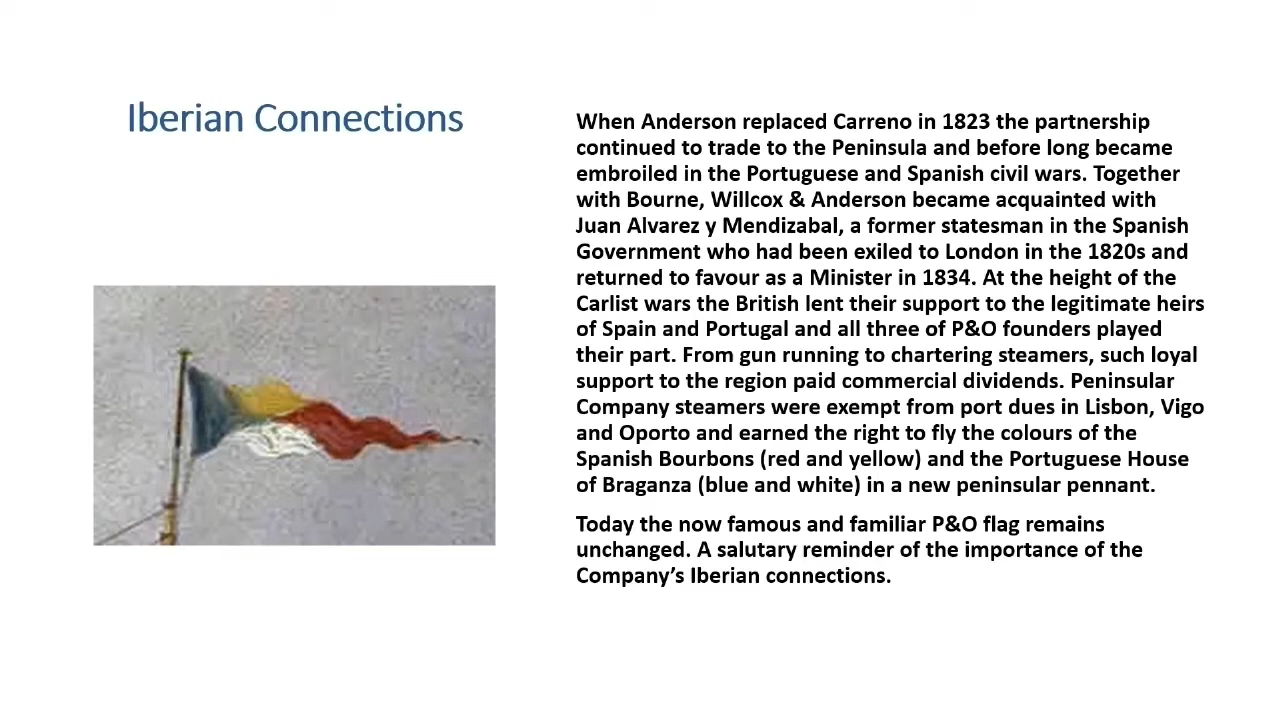 Iberian Connections
When Anderson replaced Carreno in 1823 the partnership
continued to trade to the Peninsula and before long became
embroiled in the Portuguese and Spanish civil wars. Together
with Bourne, Willcox & Anderson became acquainted with
Juan Alvarez y Mendizabal, a former statesman in the Spanish
Government who had been exiled to London in the 1820s and
returned to favour as a Minister in 1834. At the height of the
Carlist wars the British lent their support to the legitimate heirs
of Spain and Portugal and all three of P&O founders played
their part. From gun running to chartering steamers, such loyal
support to the region paid commercial dividends. Peninsular
Company steamers were exempt from port dues in Lisbon, Vigo
and Oporto and earned the right to fly the colours of the
Spanish Bourbons (red and yellow) and the Portuguese House
of Braganza (blue and white) in a new peninsular pennant.
Today the now famous and familiar P&O flag remains
unchanged. A salutary reminder of the importance of the
Company’s Iberian connections.